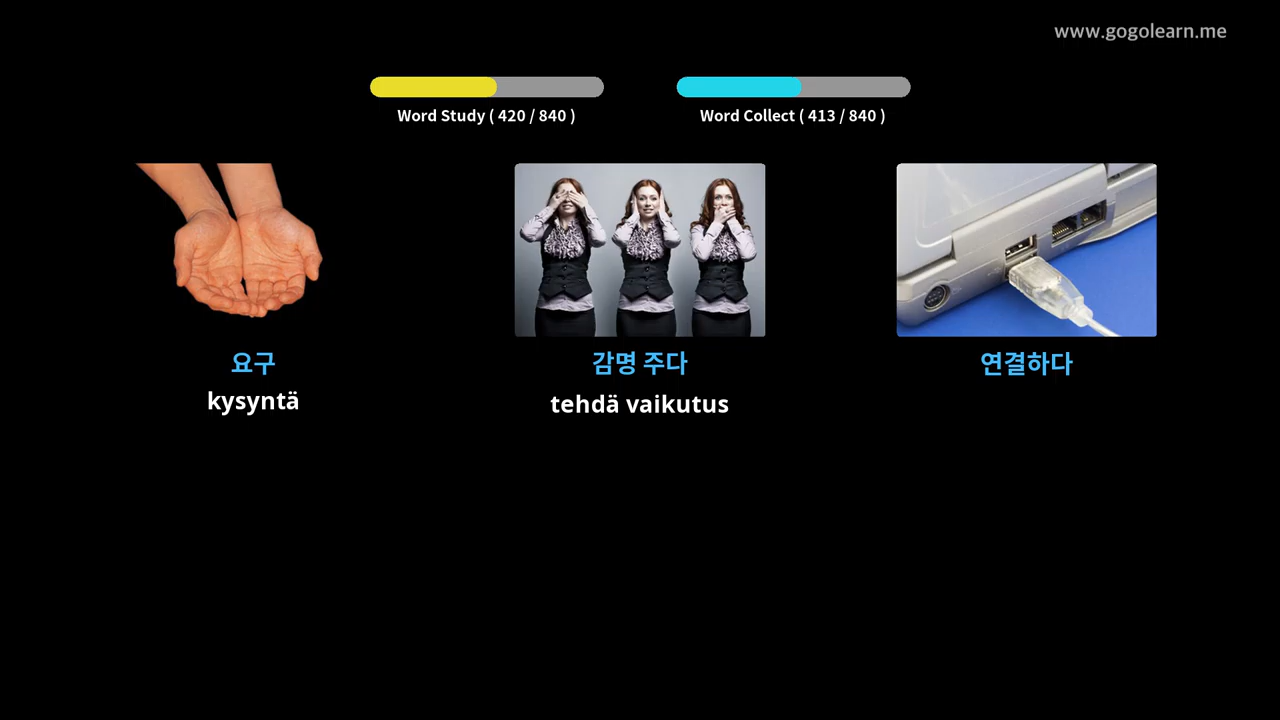 www.gogolearn.me
Word Study ( 420 / 840 )
Word Collect ( 413 / 840 )
요구
감명 주다
연결하다
kysyntä
tehdä vaikutus